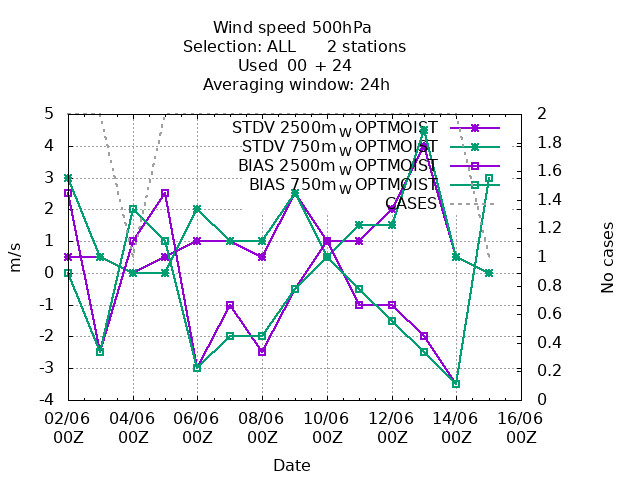 Wind speed 500hPa
Selection: ALL 2 stations
Used 00 + 24
Averaging window: 24h
STDV 2500m_W OPTMOIST
STDV 750m_W OPTMOIST
BIAS 2500m_W OPTMOIST
BIAS 750m_W OPTMOIST
CASES
5
4
3
2
1
0
-1
-2
-3
-4
m/s
2
1.8
1.6
1.4
1.2
1
0.8
0.6
0.4
0.2
0
No cases
02/06 04/06 06/06 08/06 10/06 12/06 14/06 16/06
00Z 00Z 00Z 00Z 00Z 00Z 00Z 00Z
Date